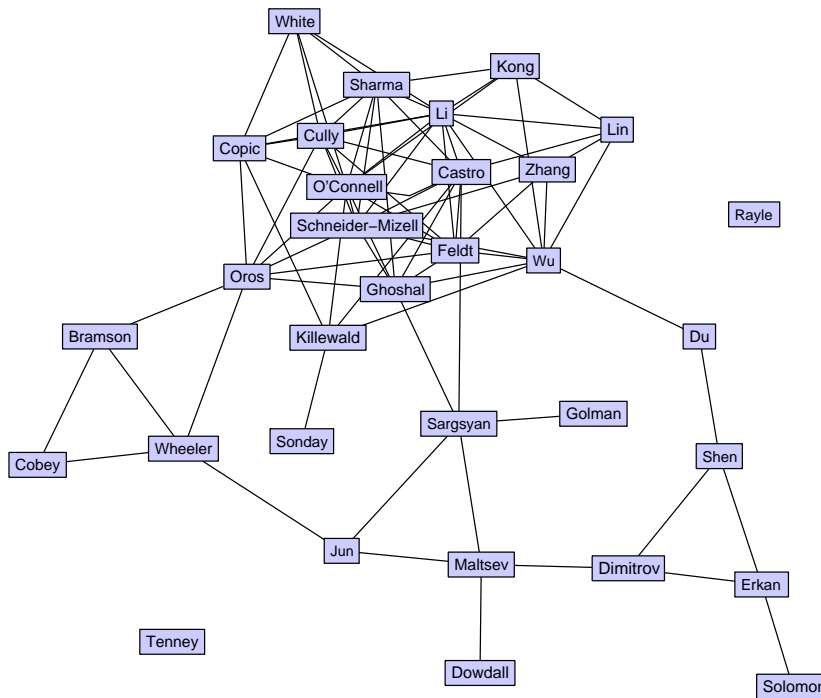 White
Kong
Sharma
Li
Lin
Cully
Copic
Castro
Zhang
O'Connell
Rayle
Schneider–Mizell
Feldt
Wu
Oros
Ghoshal
Bramson
Killewald
Du
Golman
Sargsyan
Sonday
Wheeler
Shen
Cobey
Jun
Maltsev
Dimitrov
Erkan
Tenney
Dowdall
Solomon